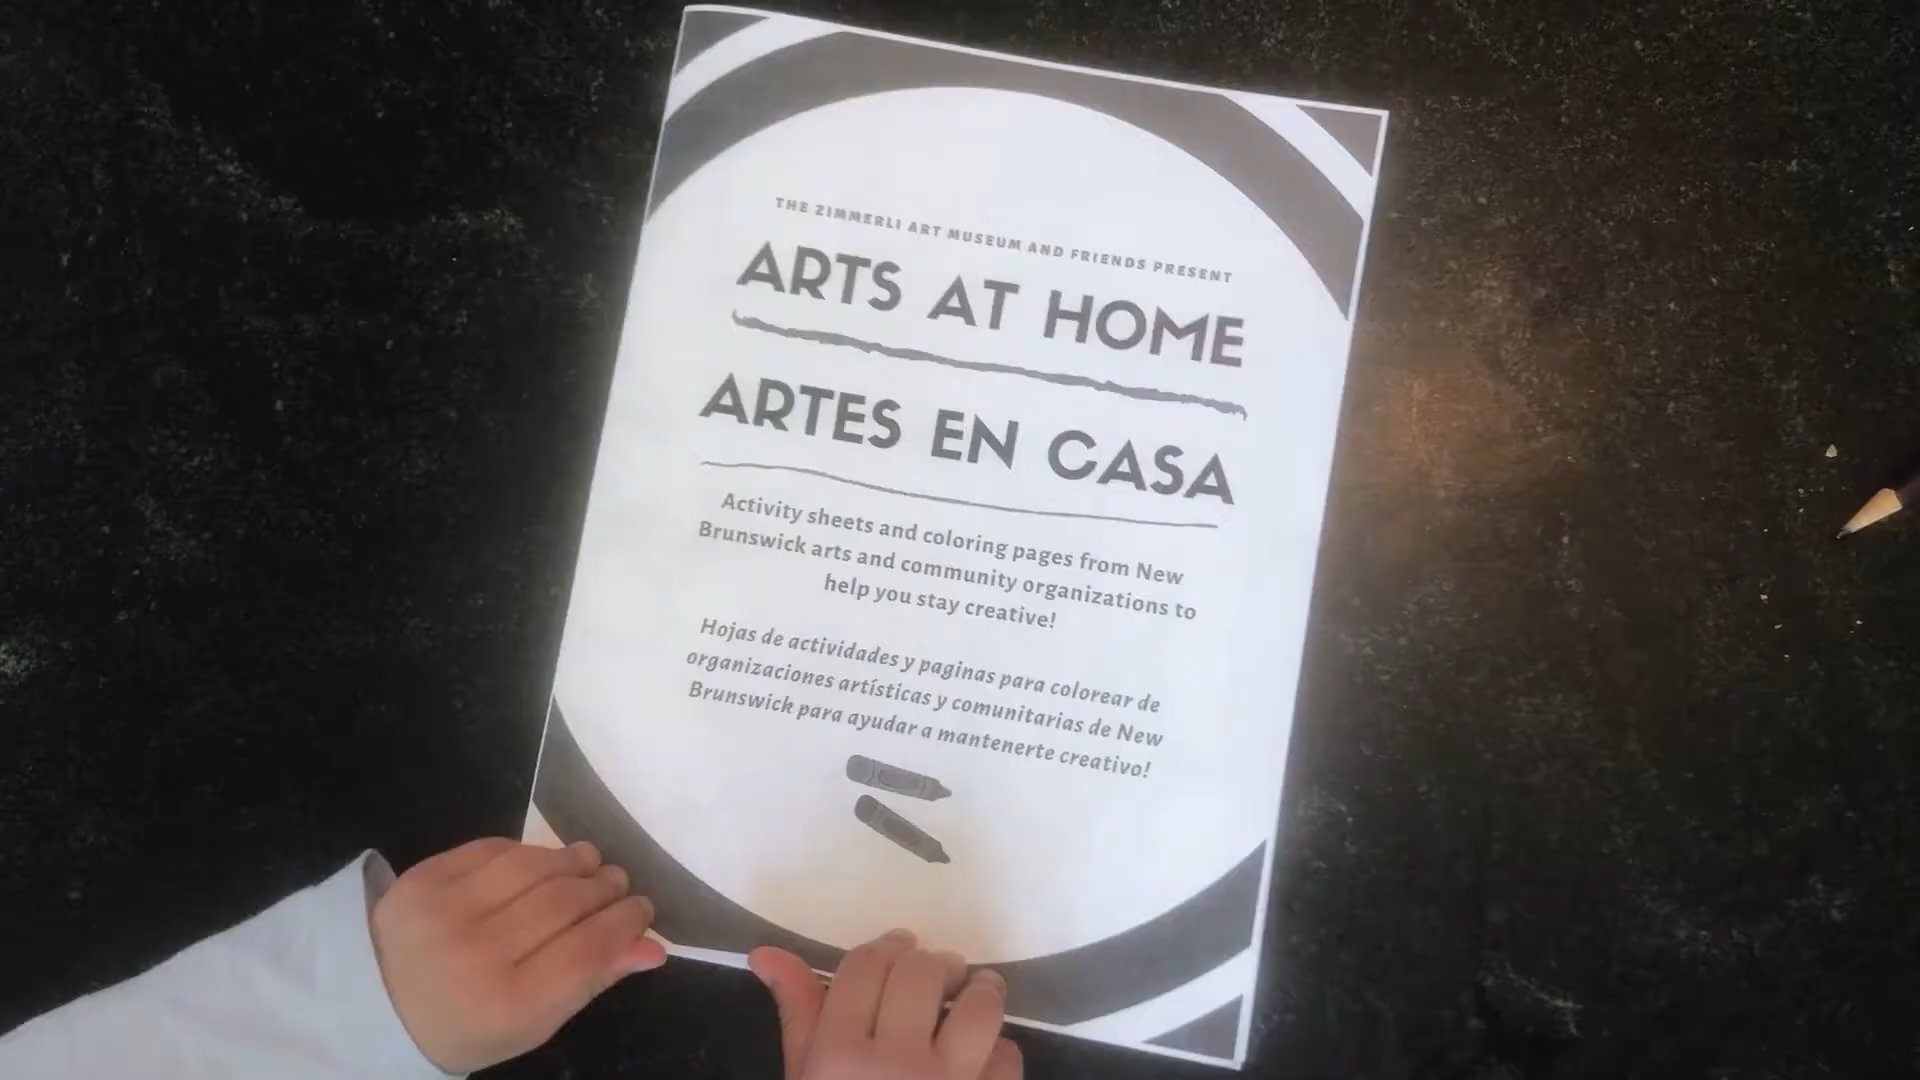 THE ZIMMERLI ART MUSEUM AND FRIENDS PRESENT
ARTS AT HOME
ARTES EN CASA
Activity sheets and coloring pages from New
Brunswick arts and community organizations to
help you stay creative!
Hojas de actividades y paginas para colorear de
organizaciones artísticas y comunitarias de New
Brunswick para ayudar a mantenerte creativo!